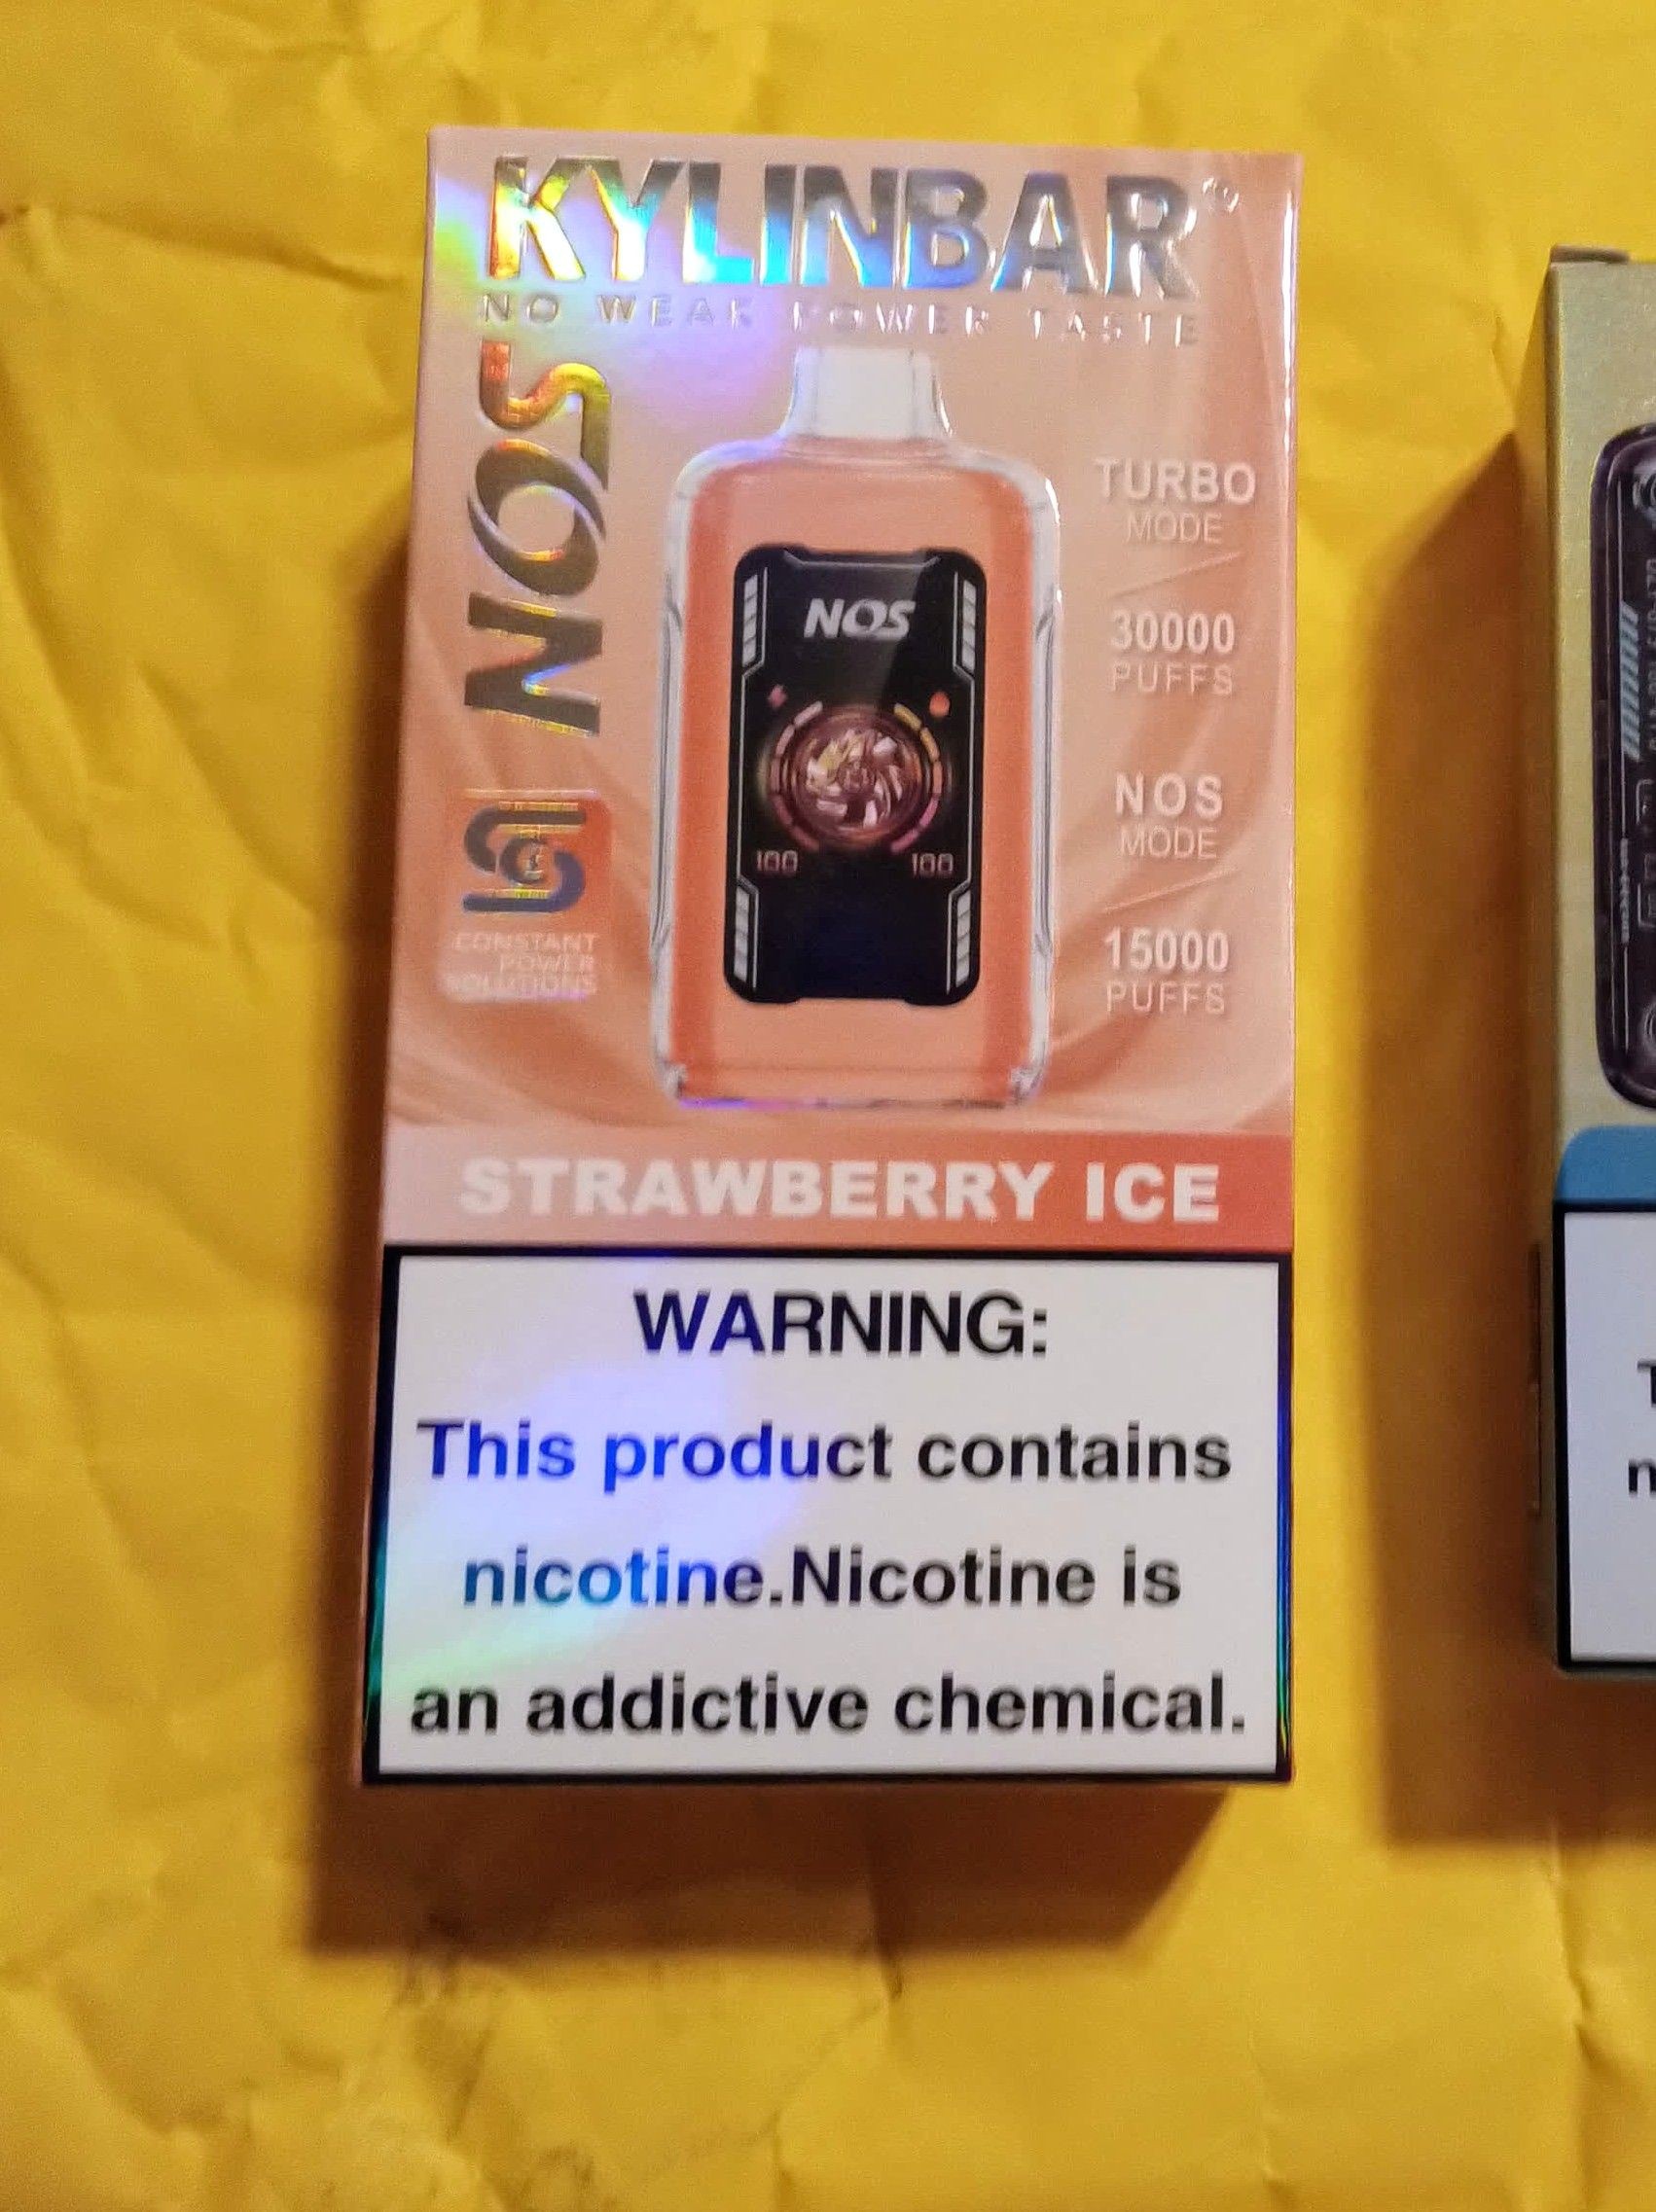 KYLINBAR
NO WEAK POWER TASTE
NOS
TURBO
MODE
30000
PUFFS
NOS
MODE
15000
PUFFS
NOS
100 100
CONSTANT
POWER
SOLUTIONS
STRAWBERRY ICE
WARNING:
This product contains
nicotine.Nicotine is
an addictive chemical.